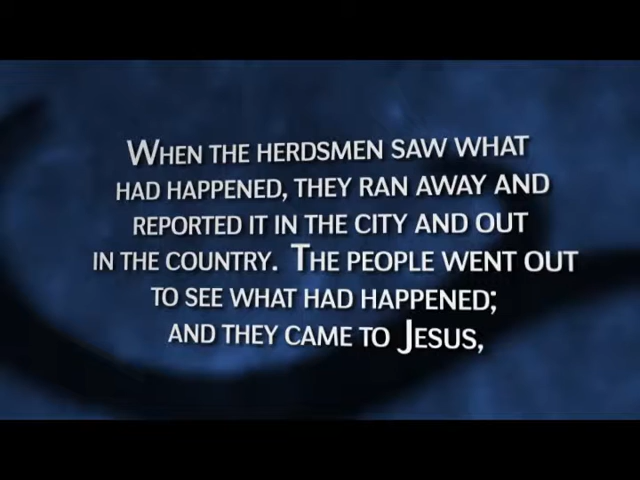 When the herdsmen saw what
had happened, they ran away and
reported it in the city and out
in the country. The people went out
to see what had happened;
and they came to Jesus,